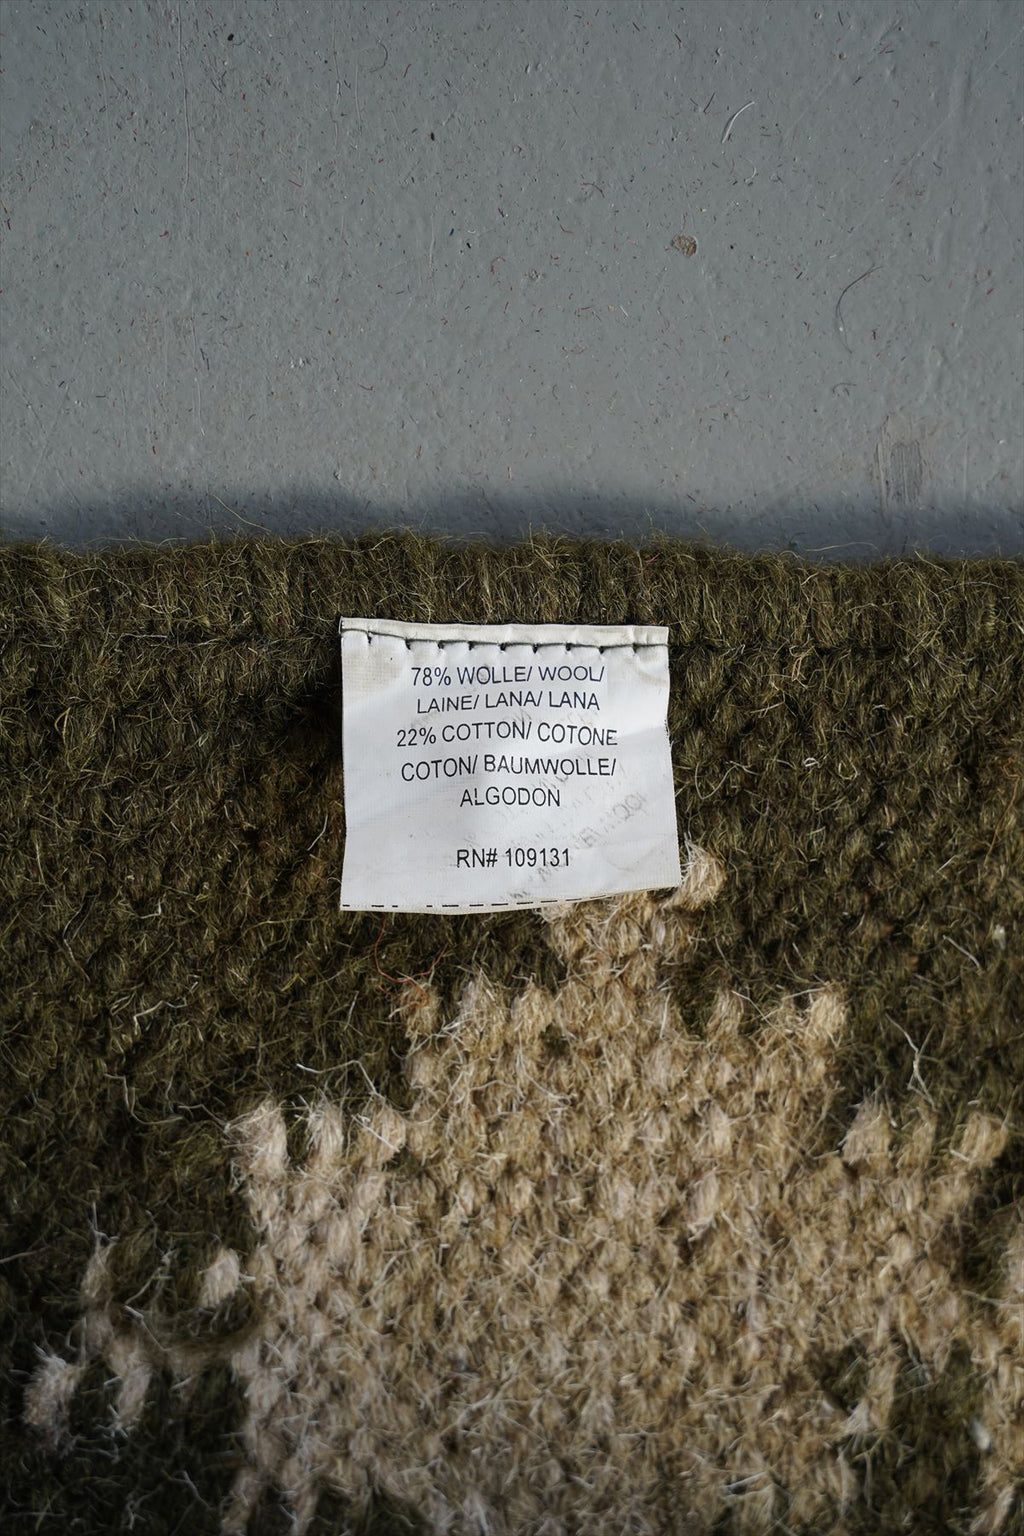 78% WOLLE/ WOOL/
LAINE/ LANA/ LANA
22% COTTON/ COTONE
COTON/ BAUMWOLLE/
ALGODON
RN# 109131